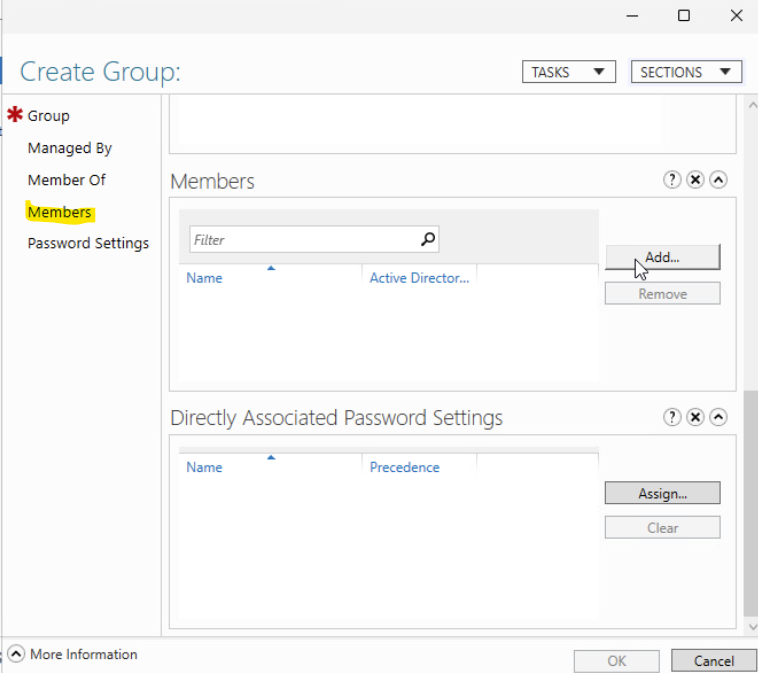 Create Group:
TASKS
SECTIONS
Group
Managed By
Member Of
Members
Password Settings
Members
Filter
Add...
Name
Active Director...
Remove
Directly Associated Password Settings
Name
Precedence
Assign...
Clear
More Information
OK
Cancel